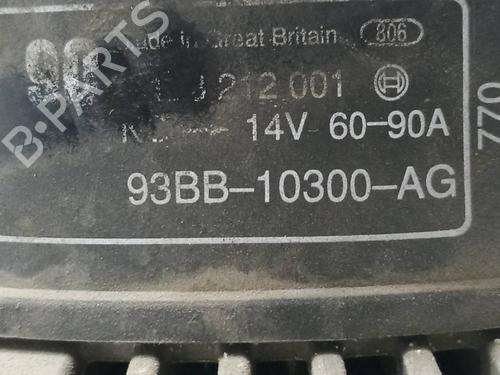 Made in Great Britain 806
212 001
14V 60-90A
93BB-10300-AG
770
B-PARTS